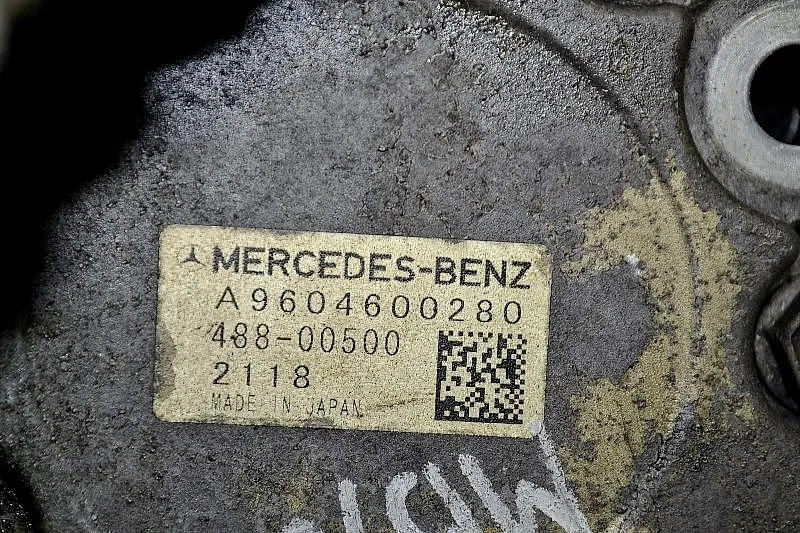 MERCEDES-BENZ
A9604600280
488-00500
2118
MADE IN JAPAN